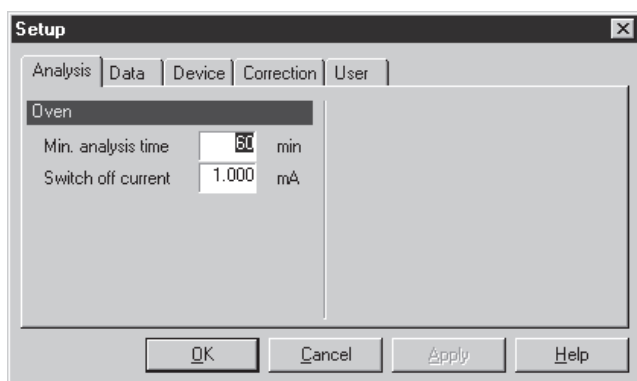 Setup
Analysis Data Device Correction User
Oven
Min. analysis time 60 min
Switch off current 1.000 mA
OK Cancel Apply Help